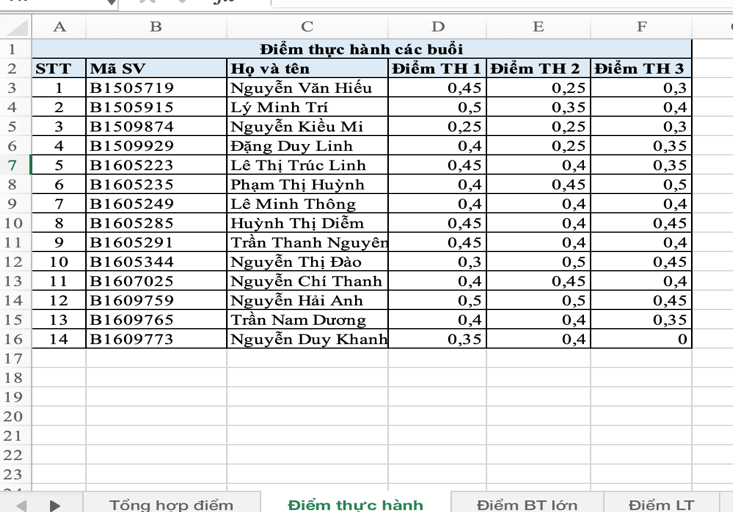 A B C D E F
1 Điểm thực hành các buổi
2 STT Mã SV Họ và tên Điểm TH 1 Điểm TH 2 Điểm TH 3
3 1 B1505719 Nguyễn Văn Hiếu 0,45 0,25 0,3
4 2 B1505915 Lý Minh Trí 0,5 0,35 0,4
5 3 B1509874 Nguyễn Kiều Mi 0,25 0,25 0,3
6 4 B1509929 Đặng Duy Linh 0,4 0,25 0,35
7 5 B1605223 Lê Thị Trúc Linh 0,45 0,4 0,35
8 6 B1605235 Phạm Thị Huỳnh 0,4 0,45 0,5
9 7 B1605249 Lê Minh Thông 0,4 0,4 0,4
10 8 B1605285 Huỳnh Thị Diễm 0,45 0,4 0,45
11 9 B1605291 Trần Thanh Nguyên 0,45 0,4 0,4
12 10 B1605344 Nguyễn Thị Đào 0,3 0,5 0,45
13 11 B1607025 Nguyễn Chí Thanh 0,4 0,45 0,4
14 12 B1609759 Nguyễn Hải Anh 0,5 0,5 0,45
15 13 B1609765 Trần Nam Dương 0,4 0,4 0,35
16 14 B1609773 Nguyễn Duy Khanh 0,35 0,4 0
17
18
19
20
21
22
23
Tổng hợp điểm Điểm thực hành Điểm BT lớn Điểm LT